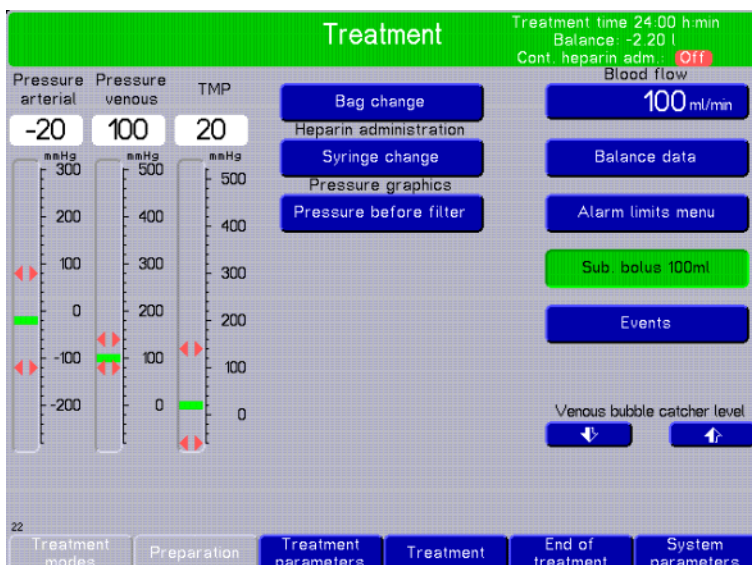 Treatment
Treatment time 24:00 h:min
Balance: -2.20 l
Cont. heparin adm.: Off
Pressure arterial
Pressure venous
TMP
-20
100
20
mmHg
300
200
100
0
-100
-200
mmHg
500
400
300
200
100
0
mmHg
500
400
300
200
100
0
Bag change
Heparin administration
Syringe change
Pressure graphics
Pressure before filter
Blood flow
100 ml/min
Balance data
Alarm limits menu
Sub. bolus 100ml
Events
Venous bubble catcher level
22
Treatment modes
Preparation
Treatment parameters
Treatment
End of treatment
System parameters